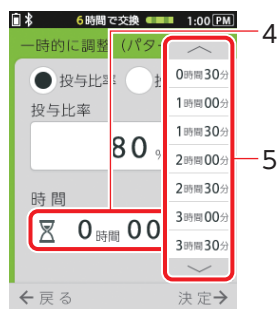 6時間で交換 1:00 PM
一時的に調整（パタ
投与比率
投与比率
80 %
時間
0時間 00
0時間30分
1時間00分
1時間30分
2時間00分
2時間30分
3時間00分
3時間30分
←戻る 決定→
4
5